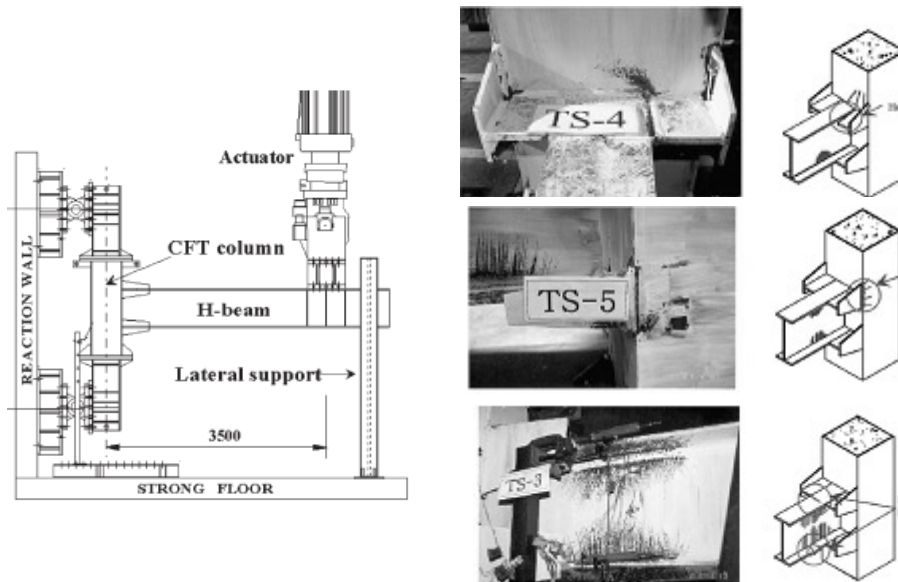 Actuator
CFT column
H-beam
Lateral support
3500
REACTION WALL
STRONG FLOOR
TS-4
TS-5
TS-3